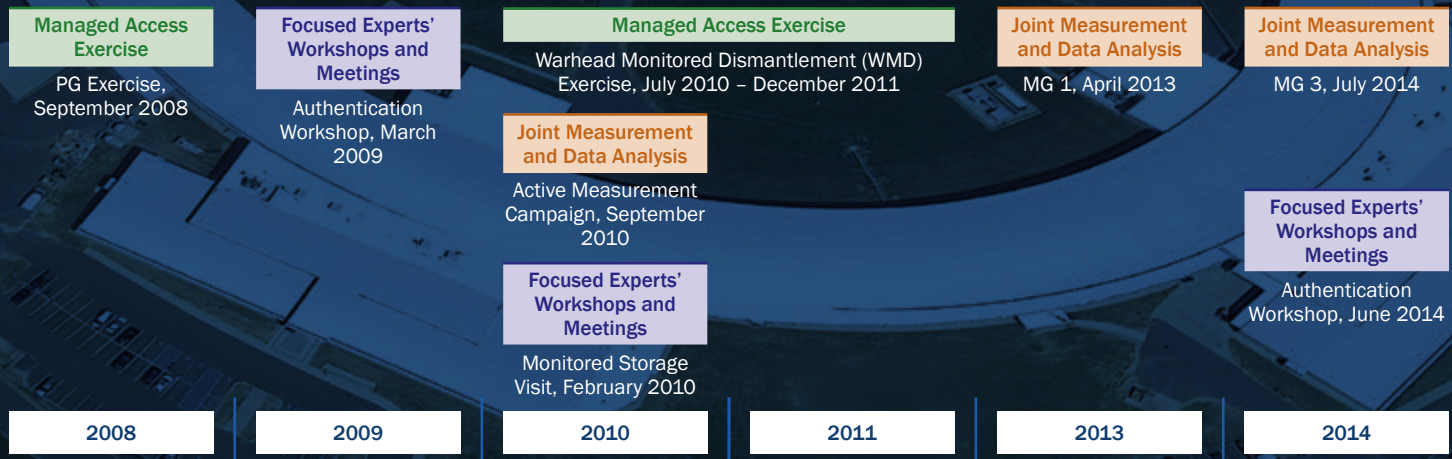 Managed Access
Exercise
PG Exercise,
September 2008
Focused Experts’
Workshops and
Meetings
Authentication
Workshop, March
2009
Managed Access Exercise
Warhead Monitored Dismantlement (WMD)
Exercise, July 2010 – December 2011
Joint Measurement
and Data Analysis
Active Measurement
Campaign, September
2010
Focused Experts’
Workshops and
Meetings
Monitored Storage
Visit, February 2010
Joint Measurement
and Data Analysis
MG 1, April 2013
Joint Measurement
and Data Analysis
MG 3, July 2014
Focused Experts’
Workshops and
Meetings
Authentication
Workshop, June 2014
2008
2009
2010
2011
2013
2014